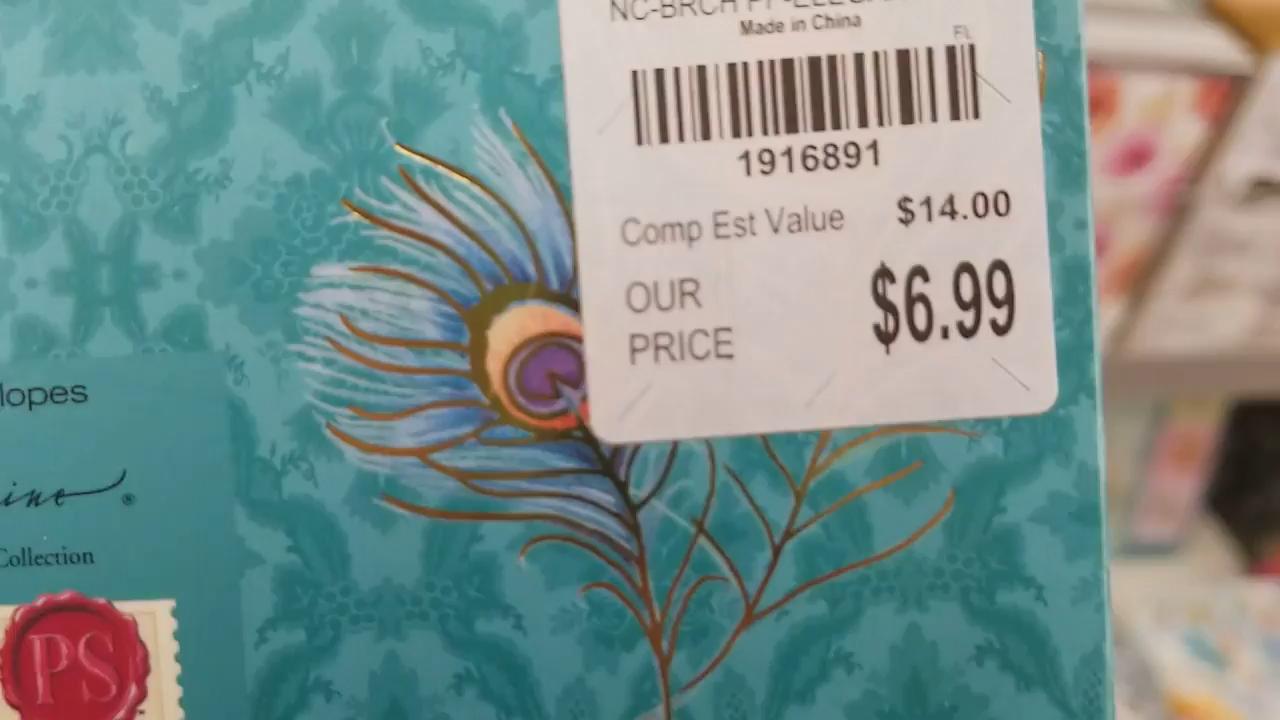 Made in China
FL
1916891
Comp Est Value $14.00
OUR
PRICE $6.99
lopes
®
Collection
PS